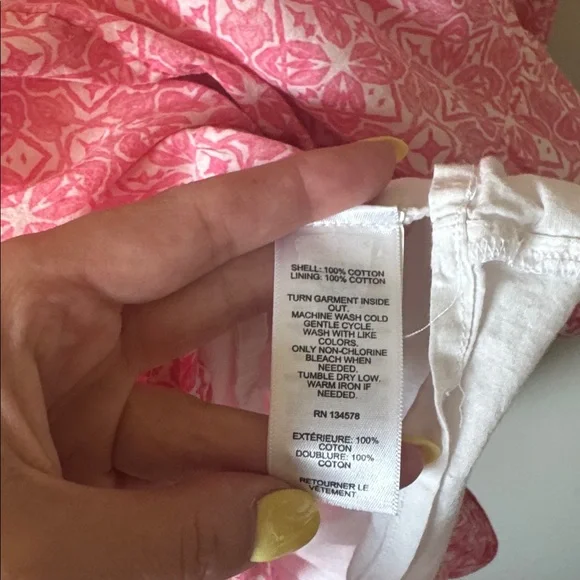 SHELL: 100% COTTON
LINING: 100% COTTON
TURN GARMENT INSIDE
OUT.
MACHINE WASH COLD
GENTLE CYCLE.
WASH WITH LIKE
COLORS.
ONLY NON-CHLORINE
BLEACH WHEN
NEEDED.
TUMBLE DRY LOW.
WARM IRON IF
NEEDED.
RN 134578
EXTÉRIEURE: 100%
COTON
DOUBLURE: 100%
COTON
RETOURNER LE
VÊTEMENT